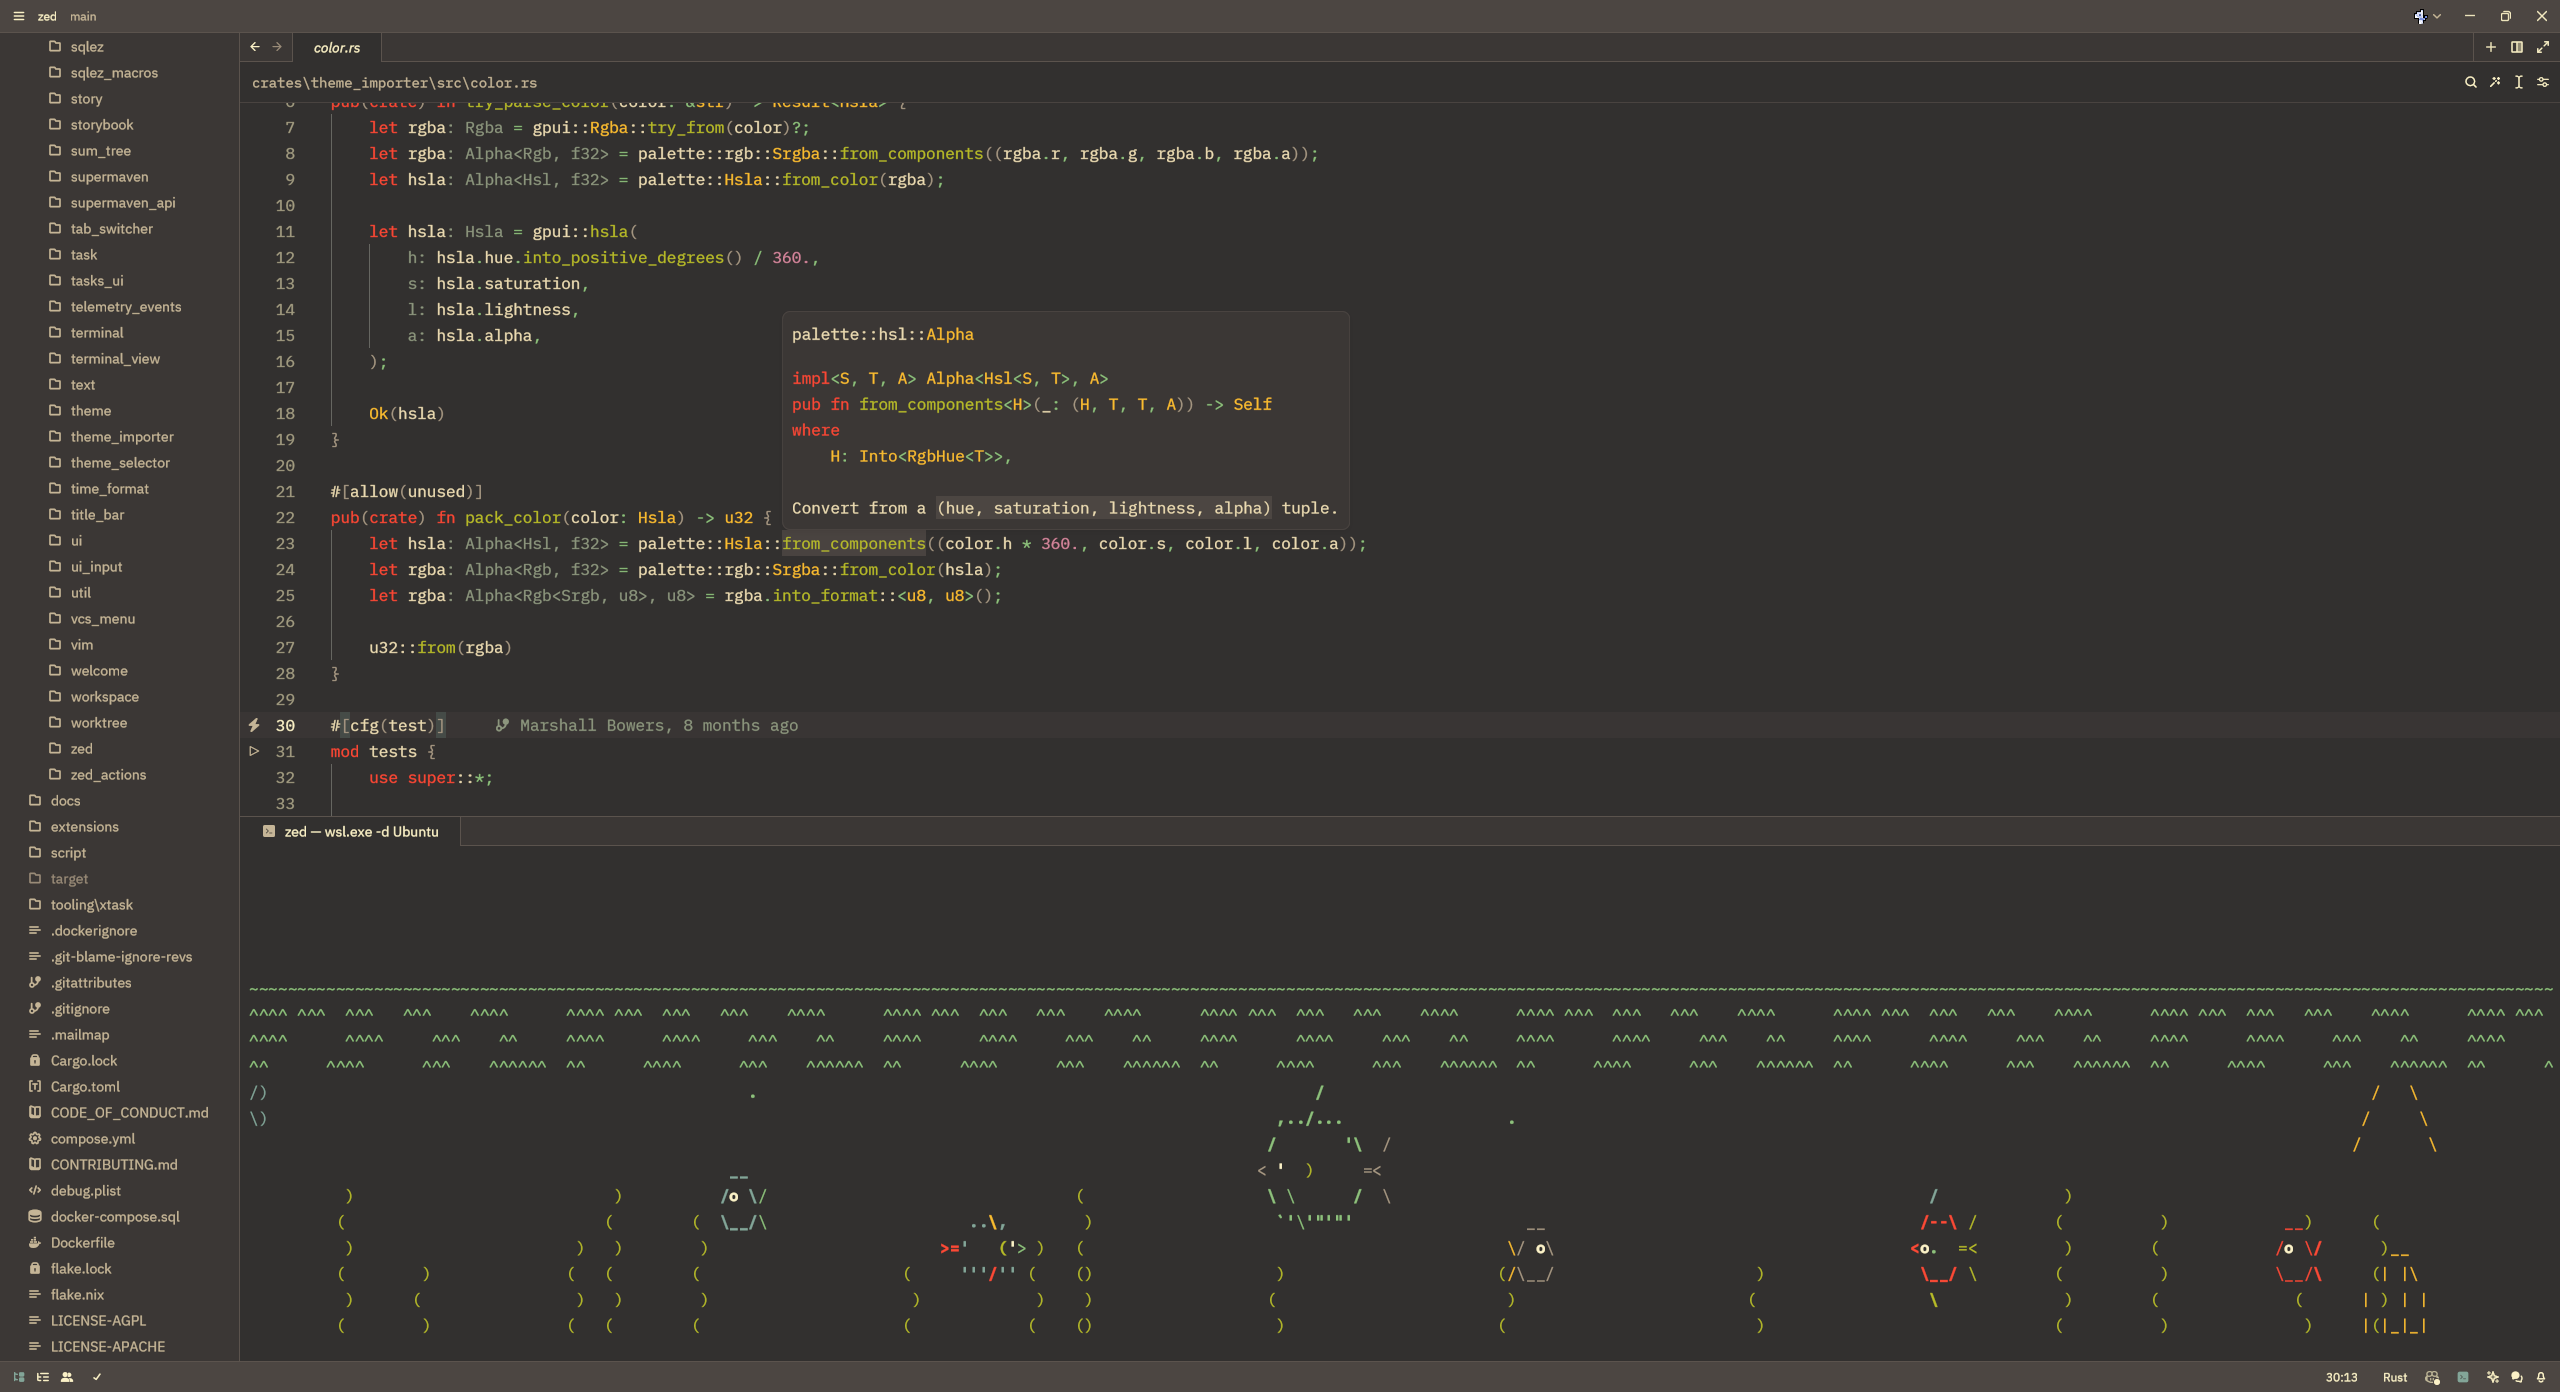 zed main
sqlez
sqlez_macros
story
storybook
sum_tree
supermaven
supermaven_api
tab_switcher
task
tasks_ui
telemetry_events
terminal
terminal_view
text
theme
theme_importer
theme_selector
time_format
title_bar
ui
ui_input
util
vcs_menu
vim
welcome
workspace
worktree
zed
zed_actions
docs
extensions
script
target
tooling\xtask
.dockerignore
.git-blame-ignore-revs
.gitattributes
.gitignore
.mailmap
Cargo.lock
Cargo.toml
CODE_OF_CONDUCT.md
compose.yml
CONTRIBUTING.md
debug.plist
docker-compose.sql
Dockerfile
flake.lock
flake.nix
LICENSE-AGPL
LICENSE-APACHE
color.rs
crates\theme_importer\src\color.rs
6 pub(crate) fn try_parse_color(color: &str) -> Result<Hsla> {
7 let rgba: Rgba = gpui::Rgba::try_from(color)?;
8 let rgba: Alpha<Rgb, f32> = palette::rgb::Srgba::from_components((rgba.r, rgba.g, rgba.b, rgba.a));
9 let hsla: Alpha<Hsl, f32> = palette::Hsla::from_color(rgba);
10
11 let hsla: Hsla = gpui::hsla(
12 h: hsla.hue.into_positive_degrees() / 360.,
13 s: hsla.saturation,
14 l: hsla.lightness,
15 a: hsla.alpha,
16 );
17
18 Ok(hsla)
19 }
20
21 #[allow(unused)]
22 pub(crate) fn pack_color(color: Hsla) -> u32 {
23 let hsla: Alpha<Hsl, f32> = palette::Hsla::from_components((color.h * 360., color.s, color.l, color.a));
24 let rgba: Alpha<Rgb, f32> = palette::rgb::Srgba::from_color(hsla);
25 let rgba: Alpha<Rgb<Srgb, u8>, u8> = rgba.into_format::<u8, u8>();
26
27 u32::from(rgba)
28 }
29
30 #[cfg(test)] Marshall Bowers, 8 months ago
31 mod tests {
32 use super::*;
33
palette::hsl::Alpha
impl<S, T, A> Alpha<Hsl<S, T>, A>
pub fn from_components<H>(_: (H, T, T, A)) -> Self
where
H: Into<RgbHue<T>>,
Convert from a (hue, saturation, lightness, alpha) tuple.
zed — wsl.exe -d Ubuntu
30:13 Rust